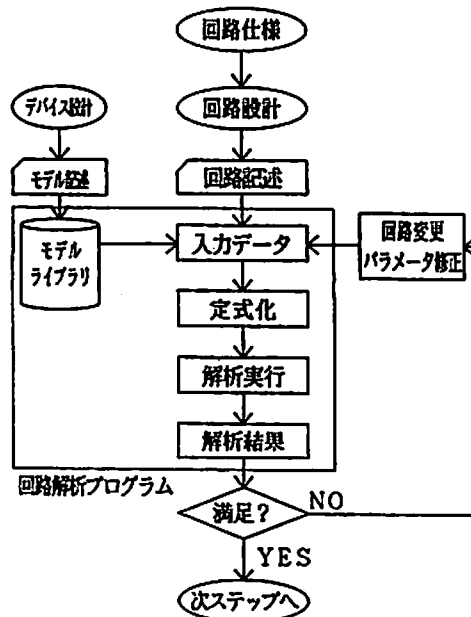 回路仕様
デバイス設計
回路設計
モデル記述
回路記述
モデル
ライブラリ
入力データ
回路変更
パラメータ修正
定式化
解析実行
解析結果
回路解析プログラム
満足?
NO
YES
次ステップへ